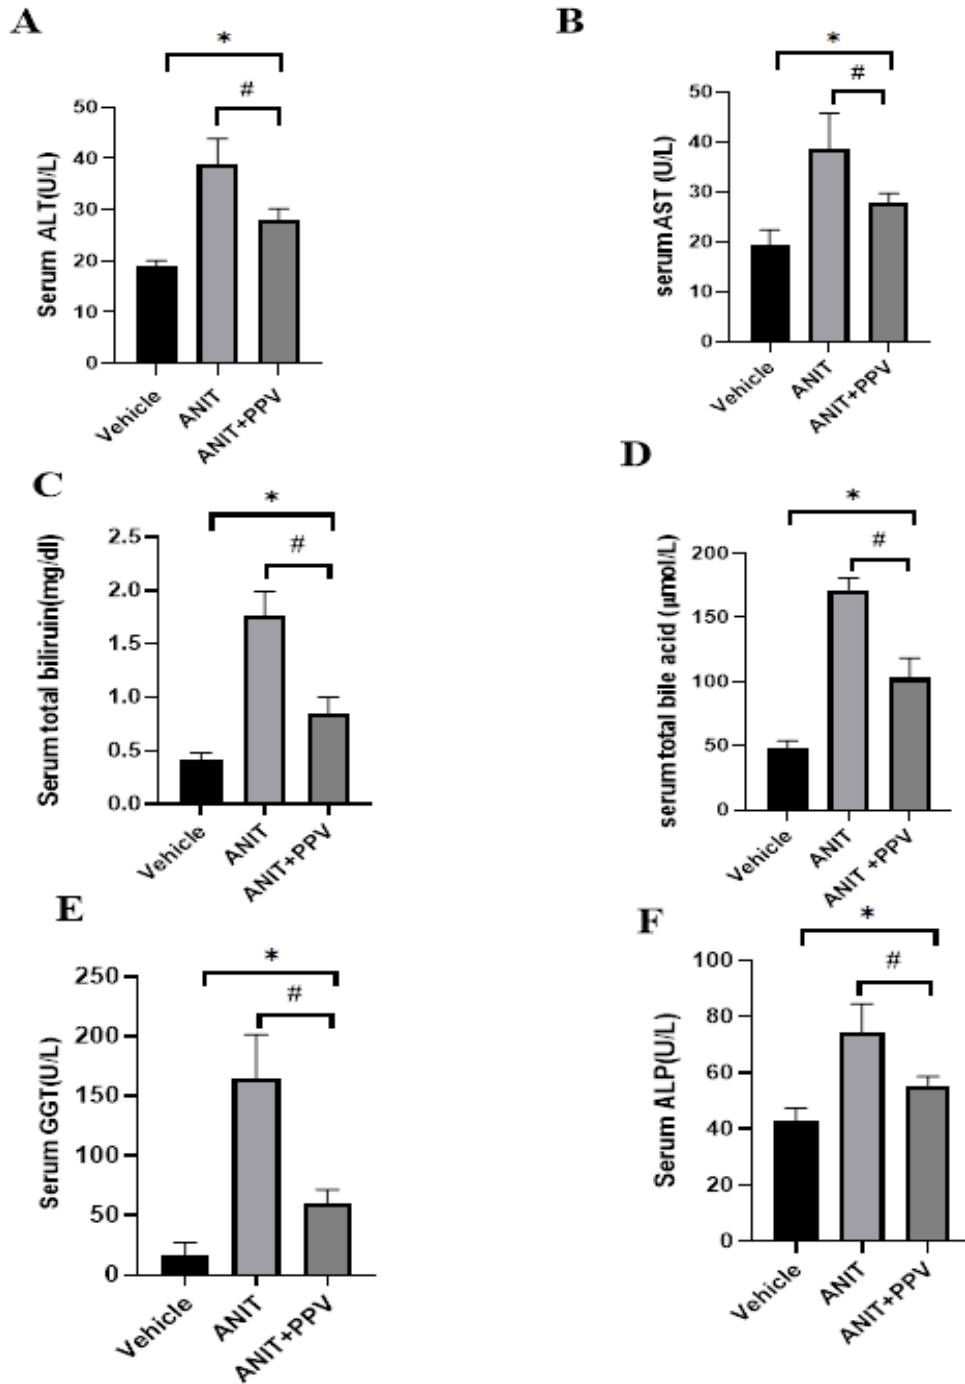 A
*
#
Serum ALT(U/L)
50
40
30
20
10
0
Vehicle
ANIT
ANIT+PPV
B
*
#
serumAST (U/L)
50
40
30
20
10
0
Vehicle
ANIT
ANIT+PPV
C
*
#
Serum total biliruin(mg/dl)
2.5
2.0
1.5
1.0
0.5
0.0
Vehicle
ANIT
ANIT+PPV
D
*
#
serum total bile acid (μmol/L)
200
150
100
50
0
Vehicle
ANIT
ANIT +PPV
E
*
#
Serum GGT(U/L)
250
200
150
100
50
0
Vehicle
ANIT
ANIT+PPV
F
*
#
Serum ALP(U/L)
100
80
60
40
20
0
Vehicle
ANIT
ANIT+PPV